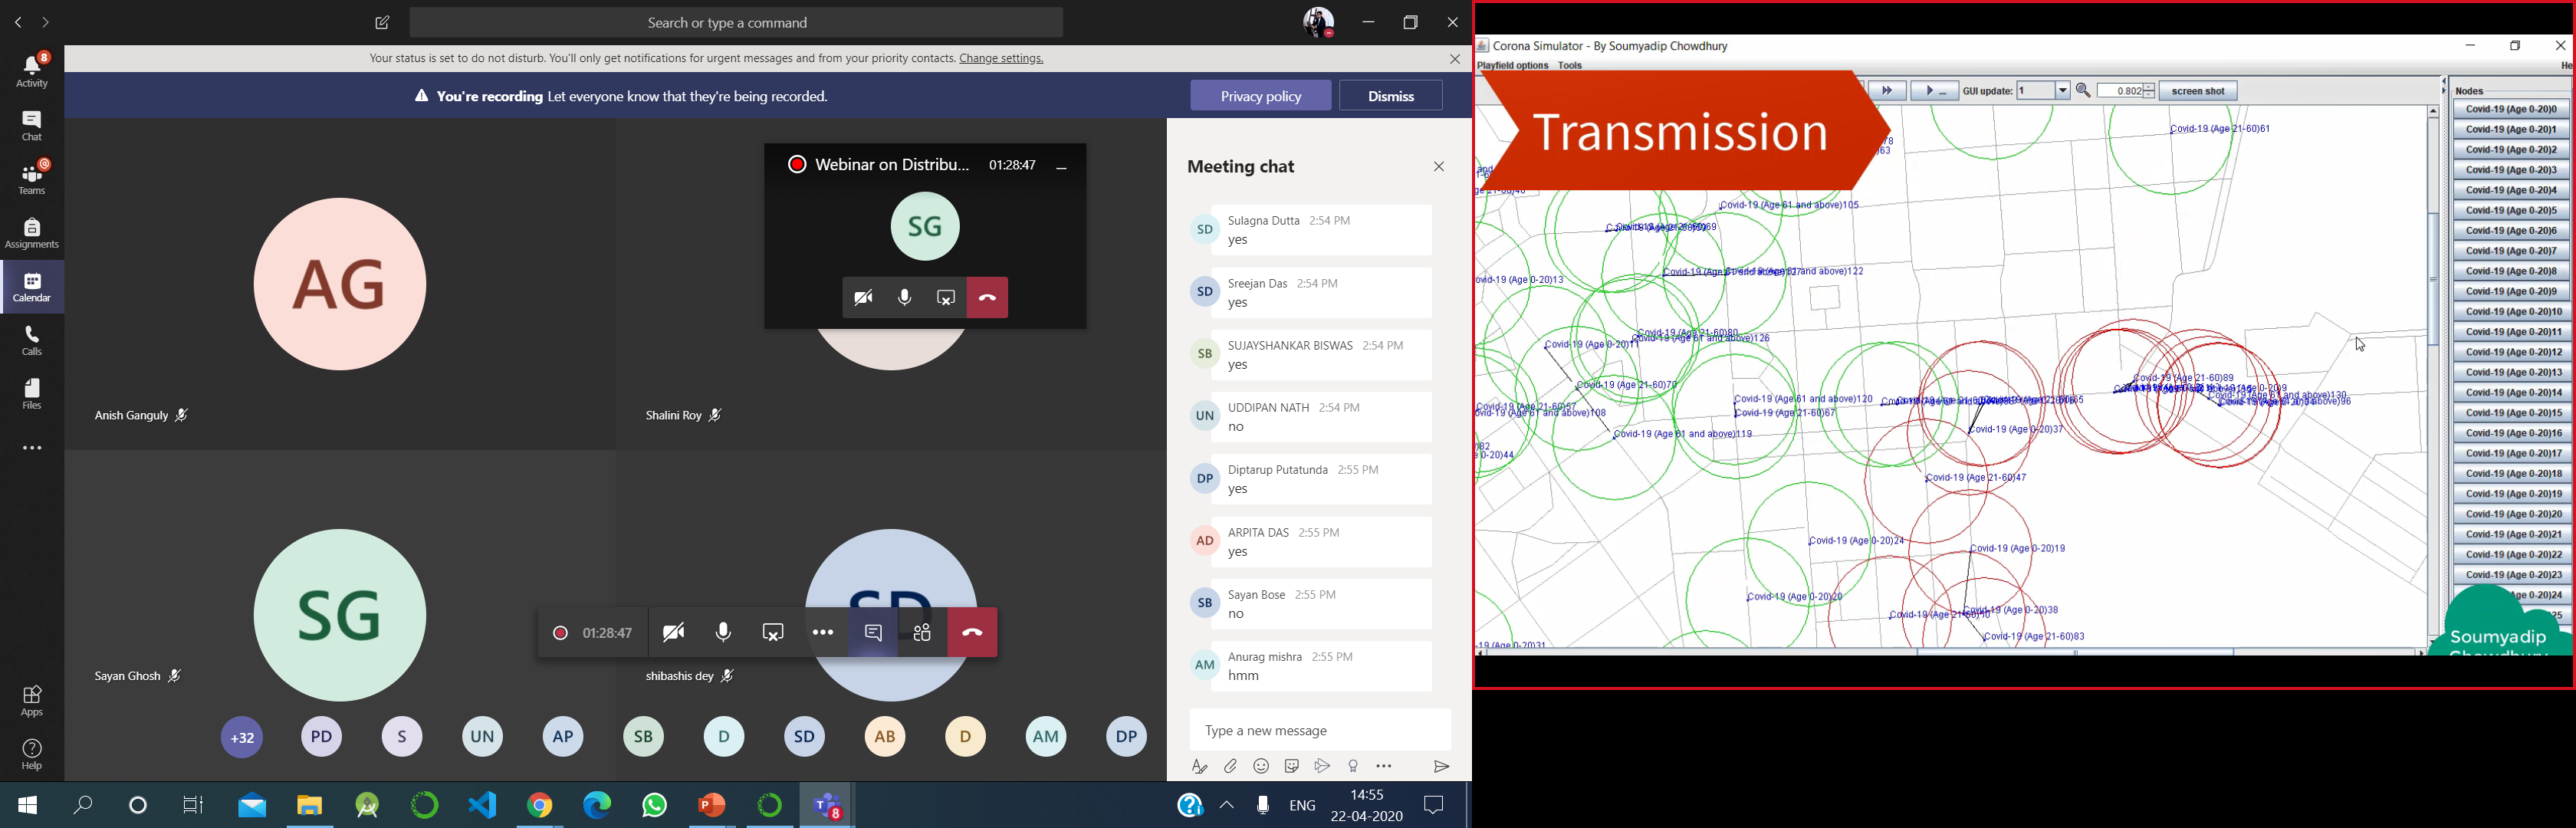 Search or type a command
Your status is set to do not disturb. You'll only get notifications for urgent messages and from your priority contacts. Change settings.
You're recording Let everyone know that they're being recorded.
Privacy policy
Dismiss
8
Activity
Chat
Teams
Assignments
Calendar
Calls
Files
Apps
Help
AG
Anish Ganguly
Shalini Roy
Webinar on Distribu... 01:28:47
SG
SG
Sayan Ghosh
SD
shibashis dey
01:28:47
+32
PD
S
UN
AP
SB
D
SD
AB
D
AM
DP
Meeting chat
SD
Sulagna Dutta 2:54 PM
yes
SD
Sreejan Das 2:54 PM
yes
SB
SUJAYSHANKAR BISWAS 2:54 PM
yes
UN
UDDIPAN NATH 2:54 PM
no
DP
Diptarup Putatunda 2:55 PM
yes
AD
ARPITA DAS 2:55 PM
yes
SB
Sayan Bose 2:55 PM
no
AM
Anurag mishra 2:55 PM
hmm
Type a new message
8
ENG
14:55
22-04-2020
Corona Simulator - By Soumyadip Chowdhury
Playfield options Tools
He
GUI update: 1
0.802
screen shot
Transmission
Covid-19 (Age 21-60)61
Covid-19 (Age 61 and above)105
and above)122
ovid-19 (Age 0-20)13
Covid-19 (Age 21-60)80
Covid-19 (Age 61 and above)126
Covid-19 (Age 0-20)11
Covid-19 (Age 21-60)70
Covid-19 (Age 21-60)89
Covid-19 (Age 61 and above)120
Covid-19 (Age 21-60)67
Covid-19 (Age 21-60)57
ovid-19 (Age 61 and above)108
Covid-19 (Age 61 and above)119
Covid-19 (Age 0-20)37
0-20)44
Covid-19 (Age 21-60)47
Covid-19 (Age 0-20)24
Covid-19 (Age 0-20)19
Covid-19 (Age 0-20)20
Covid-19 (Age 0-20)38
Covid-19 (Age 21-60)83
-19 (Age 0-20)31
Nodes
Covid-19 (Age 0-20)0
Covid-19 (Age 0-20)1
Covid-19 (Age 0-20)2
Covid-19 (Age 0-20)3
Covid-19 (Age 0-20)4
Covid-19 (Age 0-20)5
Covid-19 (Age 0-20)6
Covid-19 (Age 0-20)7
Covid-19 (Age 0-20)8
Covid-19 (Age 0-20)9
Covid-19 (Age 0-20)10
Covid-19 (Age 0-20)11
Covid-19 (Age 0-20)12
Covid-19 (Age 0-20)13
Covid-19 (Age 0-20)14
Covid-19 (Age 0-20)15
Covid-19 (Age 0-20)16
Covid-19 (Age 0-20)17
Covid-19 (Age 0-20)18
Covid-19 (Age 0-20)19
Covid-19 (Age 0-20)20
Covid-19 (Age 0-20)21
Covid-19 (Age 0-20)22
Covid-19 (Age 0-20)23
ge 0-20)24
25
Soumyadip
Chowdhury